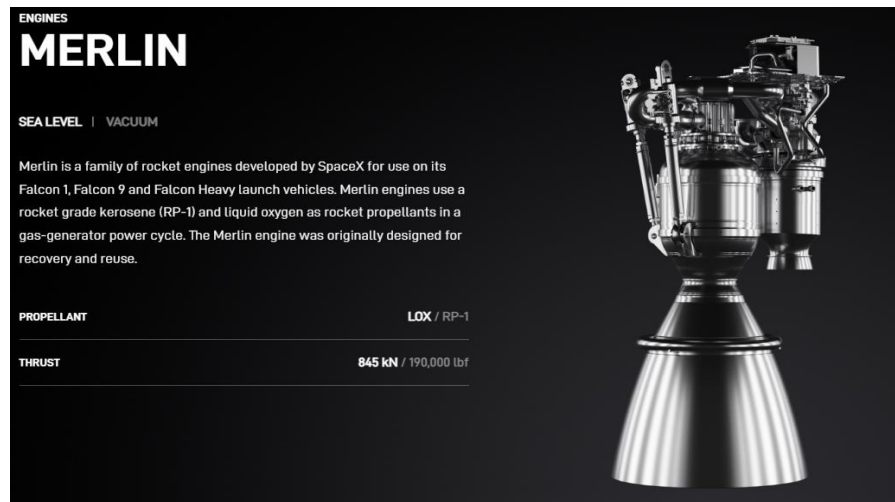 ENGINES
MERLIN
SEA LEVEL | VACUUM
Merlin is a family of rocket engines developed by SpaceX for use on its
Falcon 1, Falcon 9 and Falcon Heavy launch vehicles. Merlin engines use a
rocket grade kerosene (RP-1) and liquid oxygen as rocket propellants in a
gas-generator power cycle. The Merlin engine was originally designed for
recovery and reuse.
PROPELLANT LOX / RP-1
THRUST 845 kN / 190,000 lbf